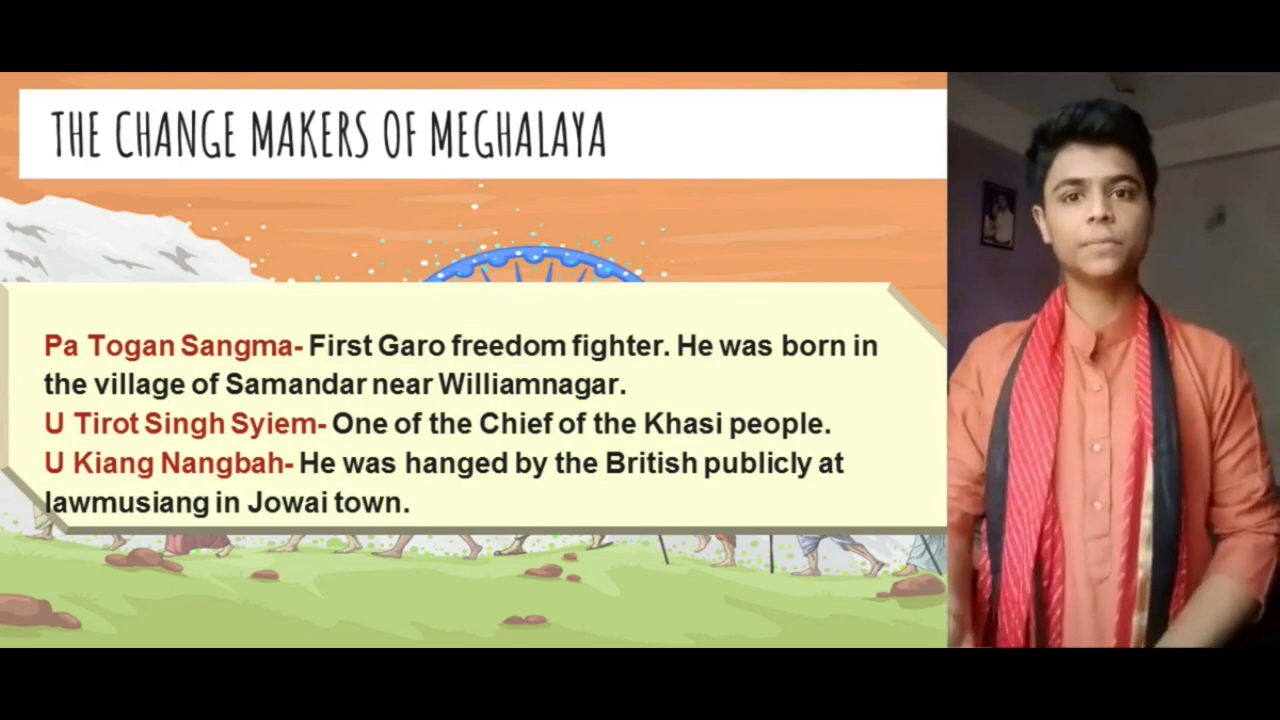 THE CHANGE MAKERS OF MEGHALAYA
Pa Togan Sangma- First Garo freedom fighter. He was born in
the village of Samandar near Williamnagar.
U Tirot Singh Syiem- One of the Chief of the Khasi people.
U Kiang Nangbah- He was hanged by the British publicly at
Iawmusiang in Jowai town.